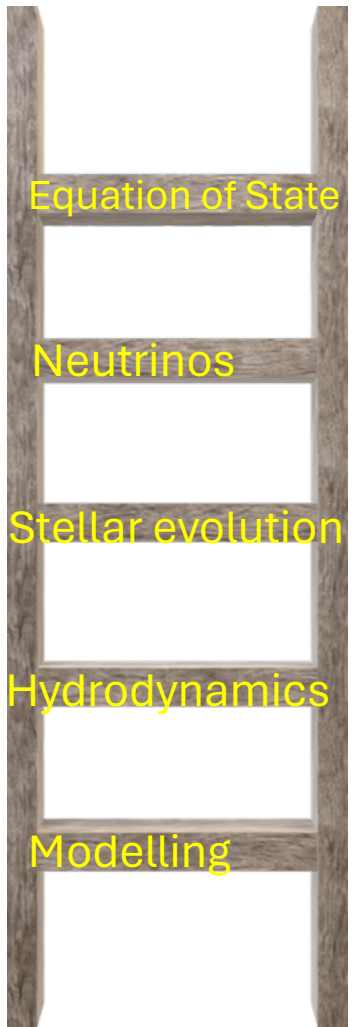 Equation of State
Neutrinos
Stellar evolution
Hydrodynamics
Modelling